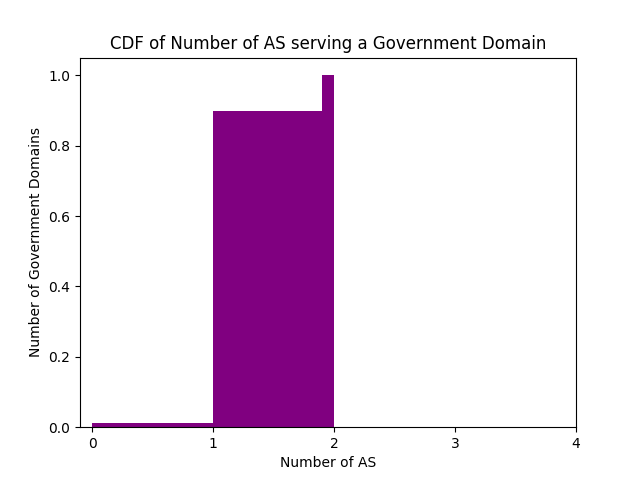 CDF of Number of AS serving a Government Domain
1.0
0.8
0.6
0.4
0.2
0.0
Number of Government Domains
0 1 2 3 4
Number of AS